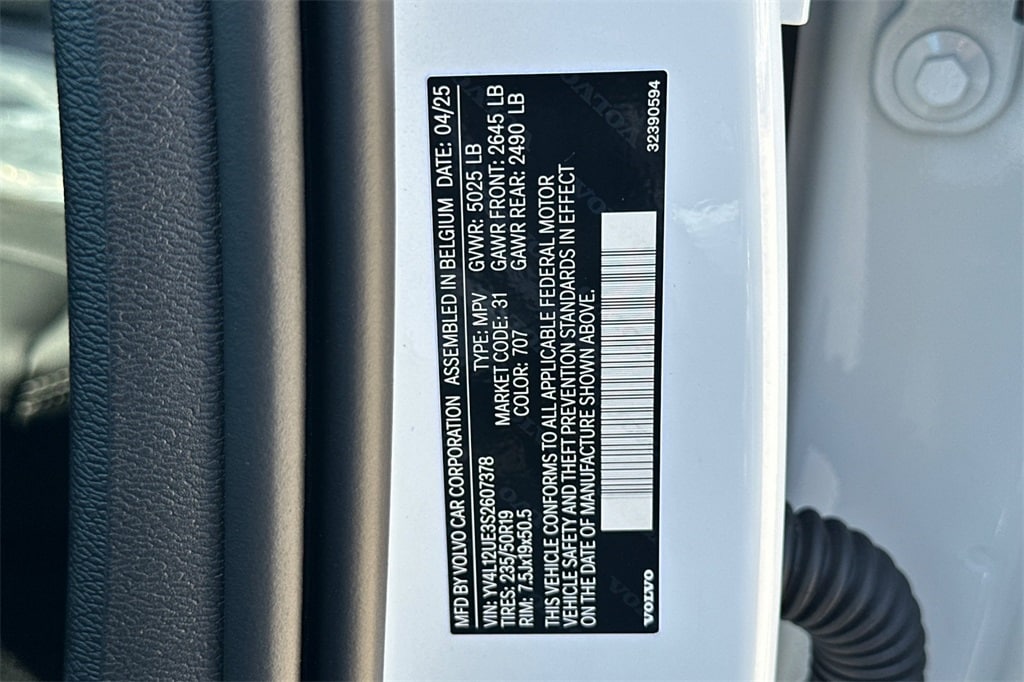 MFD BY VOLVO CAR CORPORATION ASSEMBLED IN BELGIUM DATE: 04/25
VIN: YV4L12UE3S2607378 TYPE: MPV GVWR: 5025 LB
TIRES: 235/50R19 MARKET CODE: 31 GAWR FRONT: 2645 LB
RIM: 7.5Jx19x50.5 COLOR: 707 GAWR REAR: 2490 LB
THIS VEHICLE CONFORMS TO ALL APPLICABLE FEDERAL MOTOR
VEHICLE SAFETY AND THEFT PREVENTION STANDARDS IN EFFECT
ON THE DATE OF MANUFACTURE SHOWN ABOVE.
VOLVO 32390594